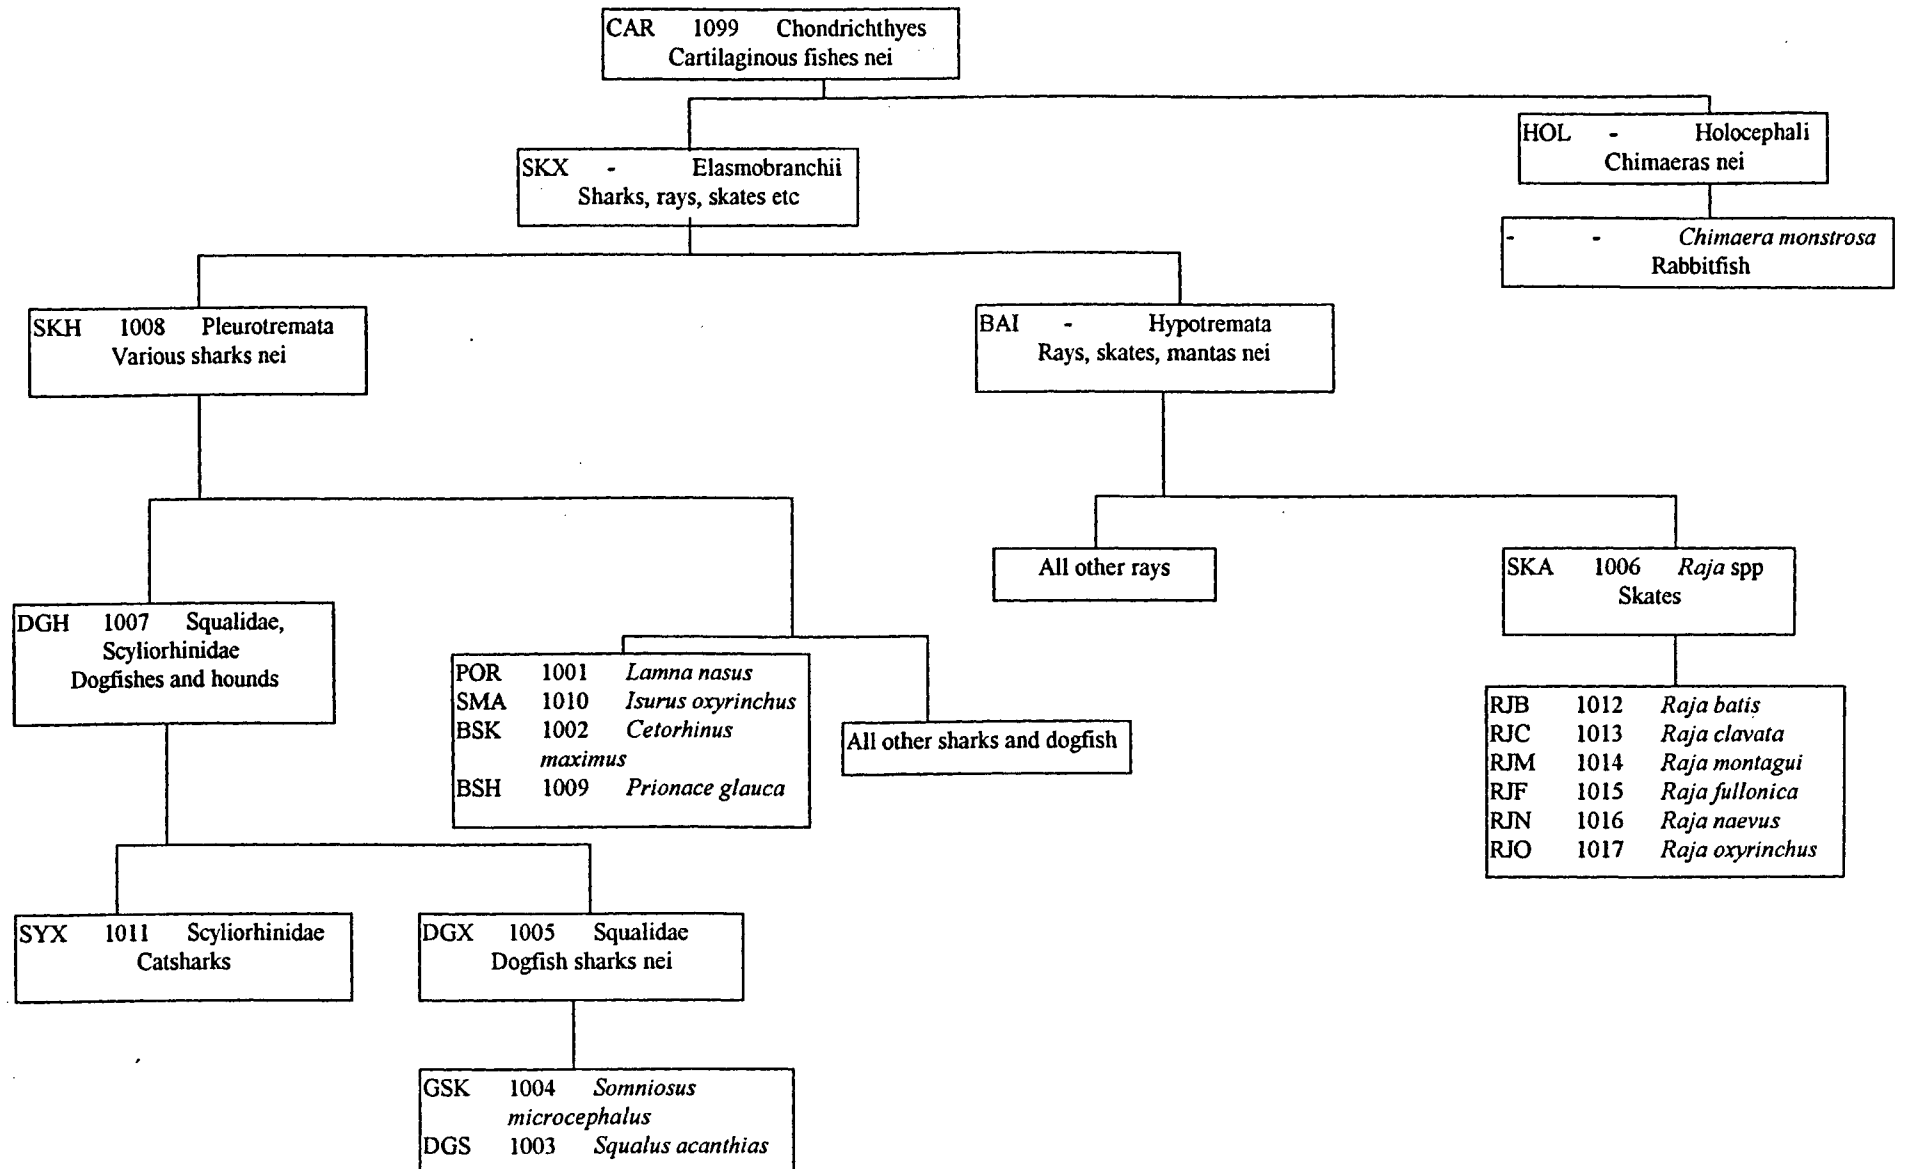 CAR 1099 Chondrichthyes
Cartilaginous fishes nei
HOL - Holocephali
Chimaeras nei
SKX - Elasmobranchii
Sharks, rays, skates etc
- - Chimaera monstrosa
Rabbitfish
SKH 1008 Pleurotremata
Various sharks nei
BAI - Hypotremata
Rays, skates, mantas nei
All other rays
SKA 1006 Raja spp
Skates
DGH 1007 Squalidae,
Scyliorhinidae
Dogfishes and hounds
POR 1001 Lamna nasus
SMA 1010 Isurus oxyrinchus
BSK 1002 Cetorhinus
maximus
BSH 1009 Prionace glauca
All other sharks and dogfish
RJB 1012 Raja batis
RJC 1013 Raja clavata
RJM 1014 Raja montagui
RJF 1015 Raja fullonica
RJN 1016 Raja naevus
RJO 1017 Raja oxyrinchus
SYX 1011 Scyliorhinidae
Catsharks
DGX 1005 Squalidae
Dogfish sharks nei
GSK 1004 Somniosus
microcephalus
DGS 1003 Squalus acanthias